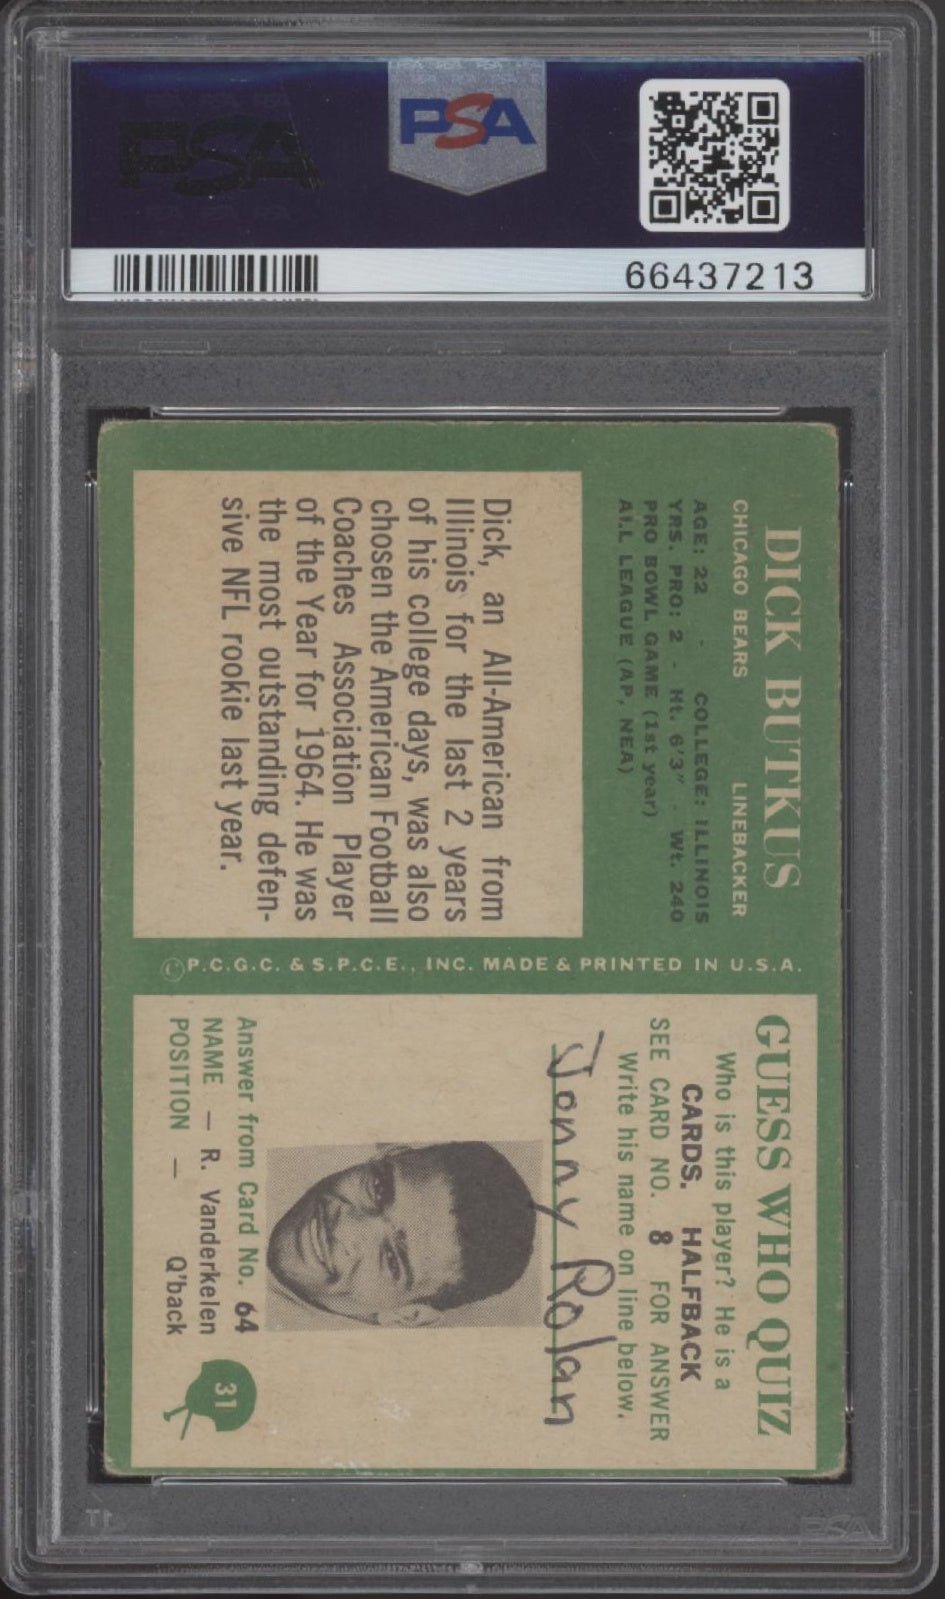 PSA
PSA
66437213
DICK BUTKUS
CHICAGO BEARS LINEBACKER
AGE: 22 - COLLEGE: ILLINOIS
YRS. PRO: 2 - Ht. 6'3" - Wt. 240
PRO BOWL GAME (1st year)
ALL LEAGUE (AP, NEA)
Dick, an All-American from
Illinois for the last 2 years
of his college days, was also
chosen the American Football
Coaches Association Player
of the Year for 1964. He was
the most outstanding defen-
sive NFL rookie last year.
©P.C.G.C. & S.P.C.E., INC. MADE & PRINTED IN U.S.A.
GUESS WHO QUIZ
Who is this player? He is a
CARDS. HALFBACK
SEE CARD NO. 8 FOR ANSWER
Write his name on line below.
Jonny Rolan
Answer from Card No. 64
NAME — R. Vanderkelen
POSITION — Q'back
31
PSA